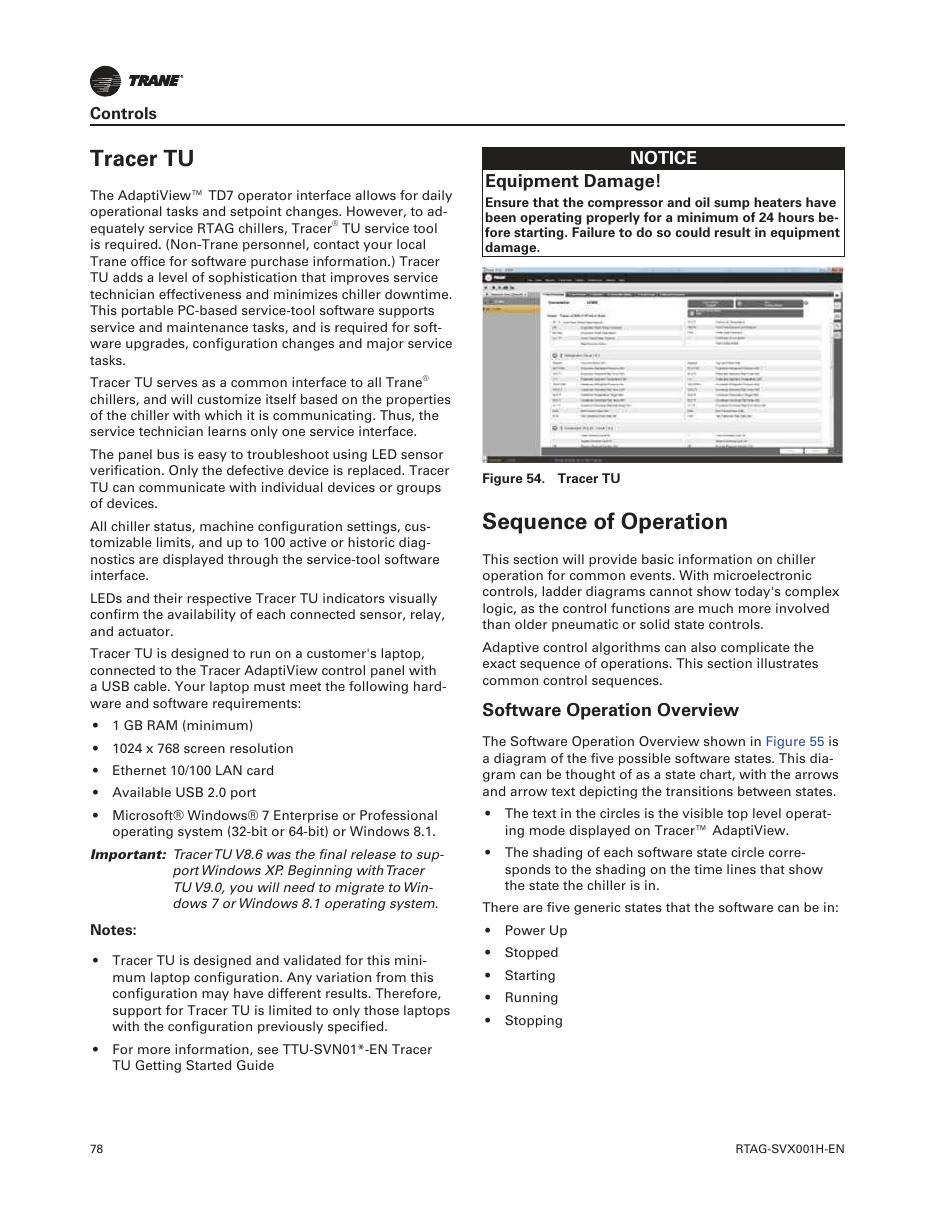 TRANE®
Controls
Tracer TU
The AdaptiView™ TD7 operator interface allows for daily
operational tasks and setpoint changes. However, to ad-
equately service RTAG chillers, Tracer® TU service tool
is required. (Non-Trane personnel, contact your local
Trane office for software purchase information.) Tracer
TU adds a level of sophistication that improves service
technician effectiveness and minimizes chiller downtime.
This portable PC-based service-tool software supports
service and maintenance tasks, and is required for soft-
ware upgrades, configuration changes and major service
tasks.
Tracer TU serves as a common interface to all Trane®
chillers, and will customize itself based on the properties
of the chiller with which it is communicating. Thus, the
service technician learns only one service interface.
The panel bus is easy to troubleshoot using LED sensor
verification. Only the defective device is replaced. Tracer
TU can communicate with individual devices or groups
of devices.
All chiller status, machine configuration settings, cus-
tomizable limits, and up to 100 active or historic diag-
nostics are displayed through the service-tool software
interface.
LEDs and their respective Tracer TU indicators visually
confirm the availability of each connected sensor, relay,
and actuator.
Tracer TU is designed to run on a customer's laptop,
connected to the Tracer AdaptiView control panel with
a USB cable. Your laptop must meet the following hard-
ware and software requirements:
• 1 GB RAM (minimum)
• 1024 x 768 screen resolution
• Ethernet 10/100 LAN card
• Available USB 2.0 port
• Microsoft® Windows® 7 Enterprise or Professional
operating system (32-bit or 64-bit) or Windows 8.1.
Important: Tracer TU V8.6 was the final release to sup-
port Windows XP. Beginning with Tracer
TU V9.0, you will need to migrate to Win-
dows 7 or Windows 8.1 operating system.
Notes:
• Tracer TU is designed and validated for this mini-
mum laptop configuration. Any variation from this
configuration may have different results. Therefore,
support for Tracer TU is limited to only those laptops
with the configuration previously specified.
• For more information, see TTU-SVN01*-EN Tracer
TU Getting Started Guide
NOTICE
Equipment Damage!
Ensure that the compressor and oil sump heaters have
been operating properly for a minimum of 24 hours be-
fore starting. Failure to do so could result in equipment
damage.
Figure 54. Tracer TU
Sequence of Operation
This section will provide basic information on chiller
operation for common events. With microelectronic
controls, ladder diagrams cannot show today's complex
logic, as the control functions are much more involved
than older pneumatic or solid state controls.
Adaptive control algorithms can also complicate the
exact sequence of operations. This section illustrates
common control sequences.
Software Operation Overview
The Software Operation Overview shown in Figure 55 is
a diagram of the five possible software states. This dia-
gram can be thought of as a state chart, with the arrows
and arrow text depicting the transitions between states.
• The text in the circles is the visible top level operat-
ing mode displayed on Tracer™ AdaptiView.
• The shading of each software state circle corre-
sponds to the shading on the time lines that show
the state the chiller is in.
There are five generic states that the software can be in:
• Power Up
• Stopped
• Starting
• Running
• Stopping
78
RTAG-SVX001H-EN